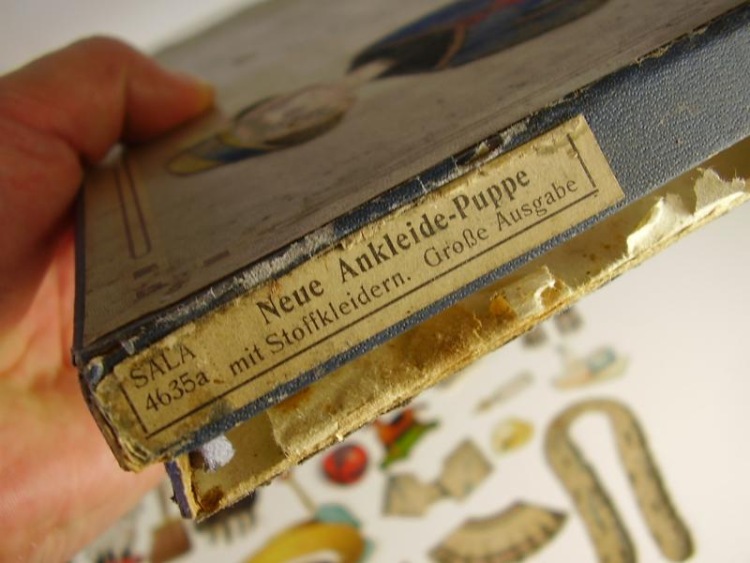 SALA
4635a
Neue Ankleide-Puppe
mit Stoffkleidern. Große Ausgabe